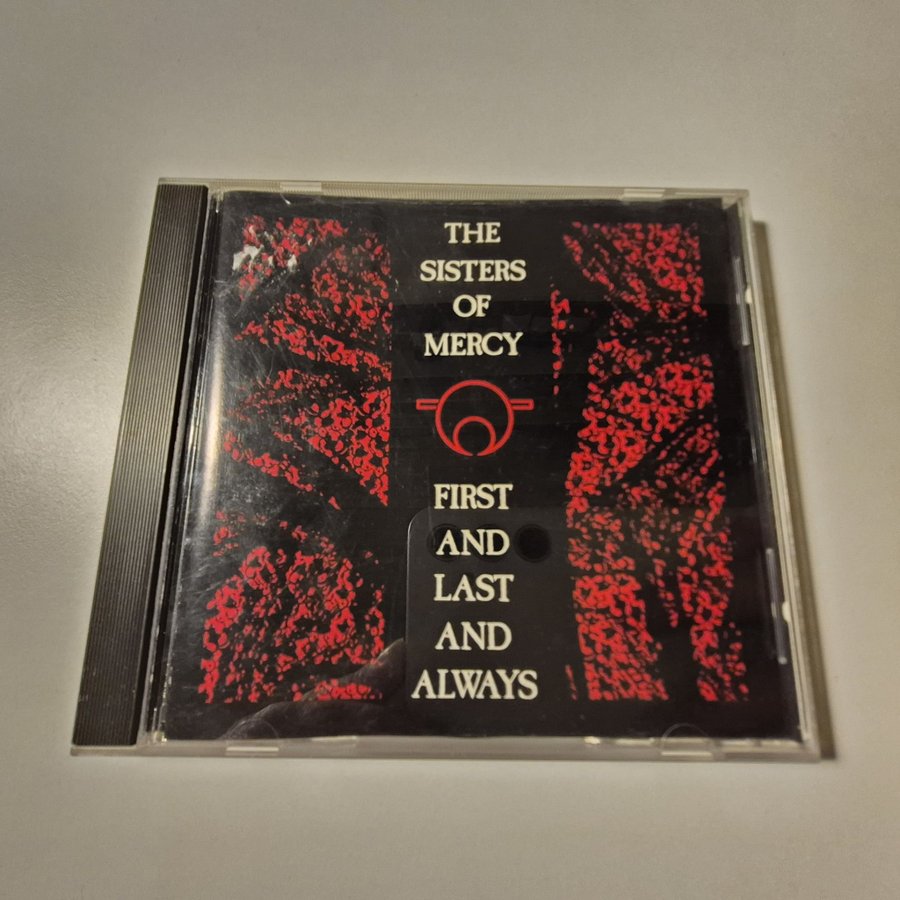 THE
SISTERS
OF
MERCY
FIRST
AND
LAST
AND
ALWAYS